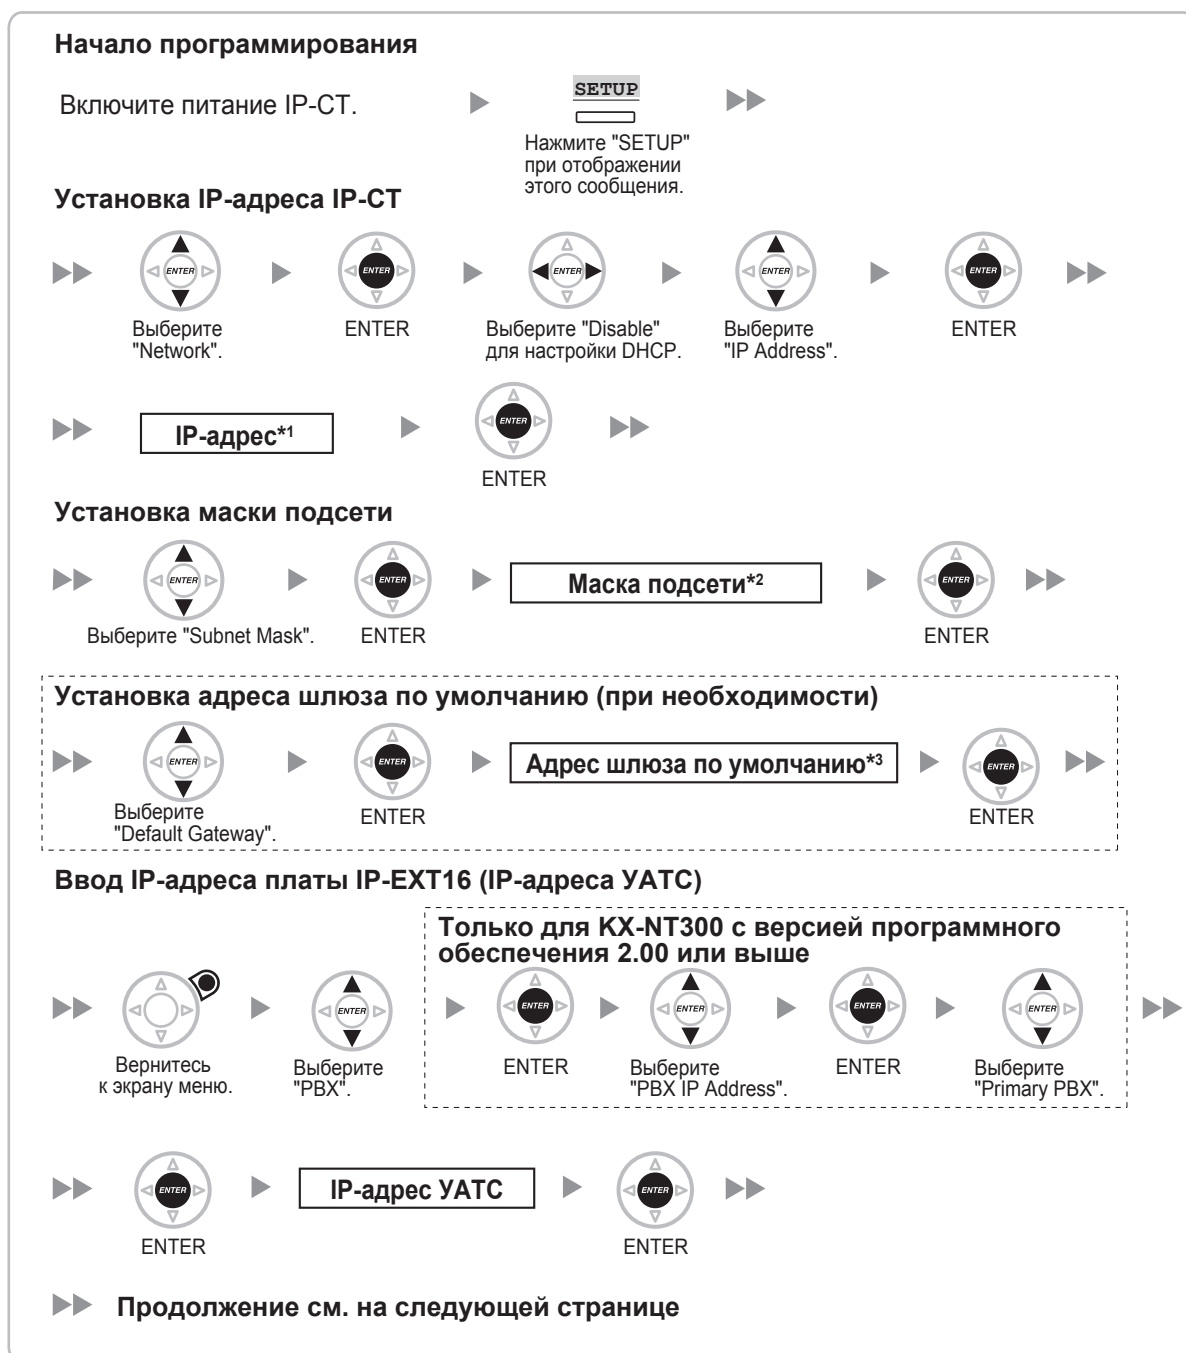 Начало программирования
Включите питание IP-СТ.
SETUP
Нажмите "SETUP"
при отображении
этого сообщения.
Установка IP-адреса IP-СТ
ENTER
ENTER
ENTER
ENTER
ENTER
Выберите
"Network".
ENTER
Выберите "Disable"
для настройки DHCP.
Выберите
"IP Address".
ENTER
IP-адрес*1
ENTER
ENTER
Установка маски подсети
ENTER
ENTER
Маска подсети*2
ENTER
Выберите "Subnet Mask".
ENTER
ENTER
Установка адреса шлюза по умолчанию (при необходимости)
ENTER
ENTER
Адрес шлюза по умолчанию*3
ENTER
Выберите
"Default Gateway".
ENTER
ENTER
Ввод IP-адреса платы IP-EXT16 (IP-адреса УАТС)
Только для KX-NT300 с версией программного
обеспечения 2.00 или выше
ENTER
ENTER
ENTER
ENTER
ENTER
Вернитесь
к экрану меню.
Выберите
"PBX".
ENTER
Выберите
"PBX IP Address".
ENTER
Выберите
"Primary PBX".
ENTER
IP-адрес УАТС
ENTER
ENTER
ENTER
Продолжение см. на следующей странице